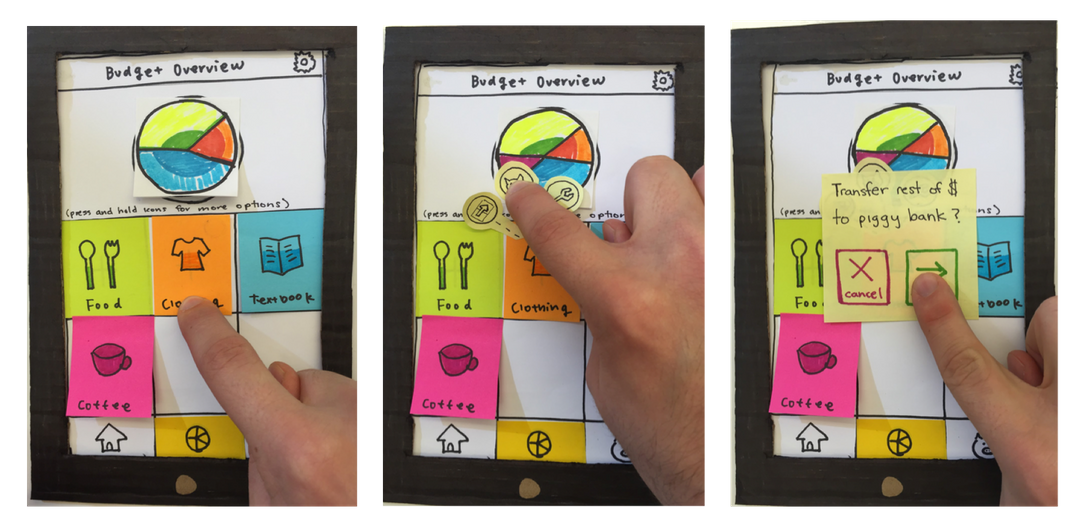 Budget Overview
(press and hold icons for more options)
Food
Textbook
Coffee
Budget Overview
Food Clothing
Coffee
Budget Overview
Transfer rest of $
to piggy bank ?
cancel
Coffee